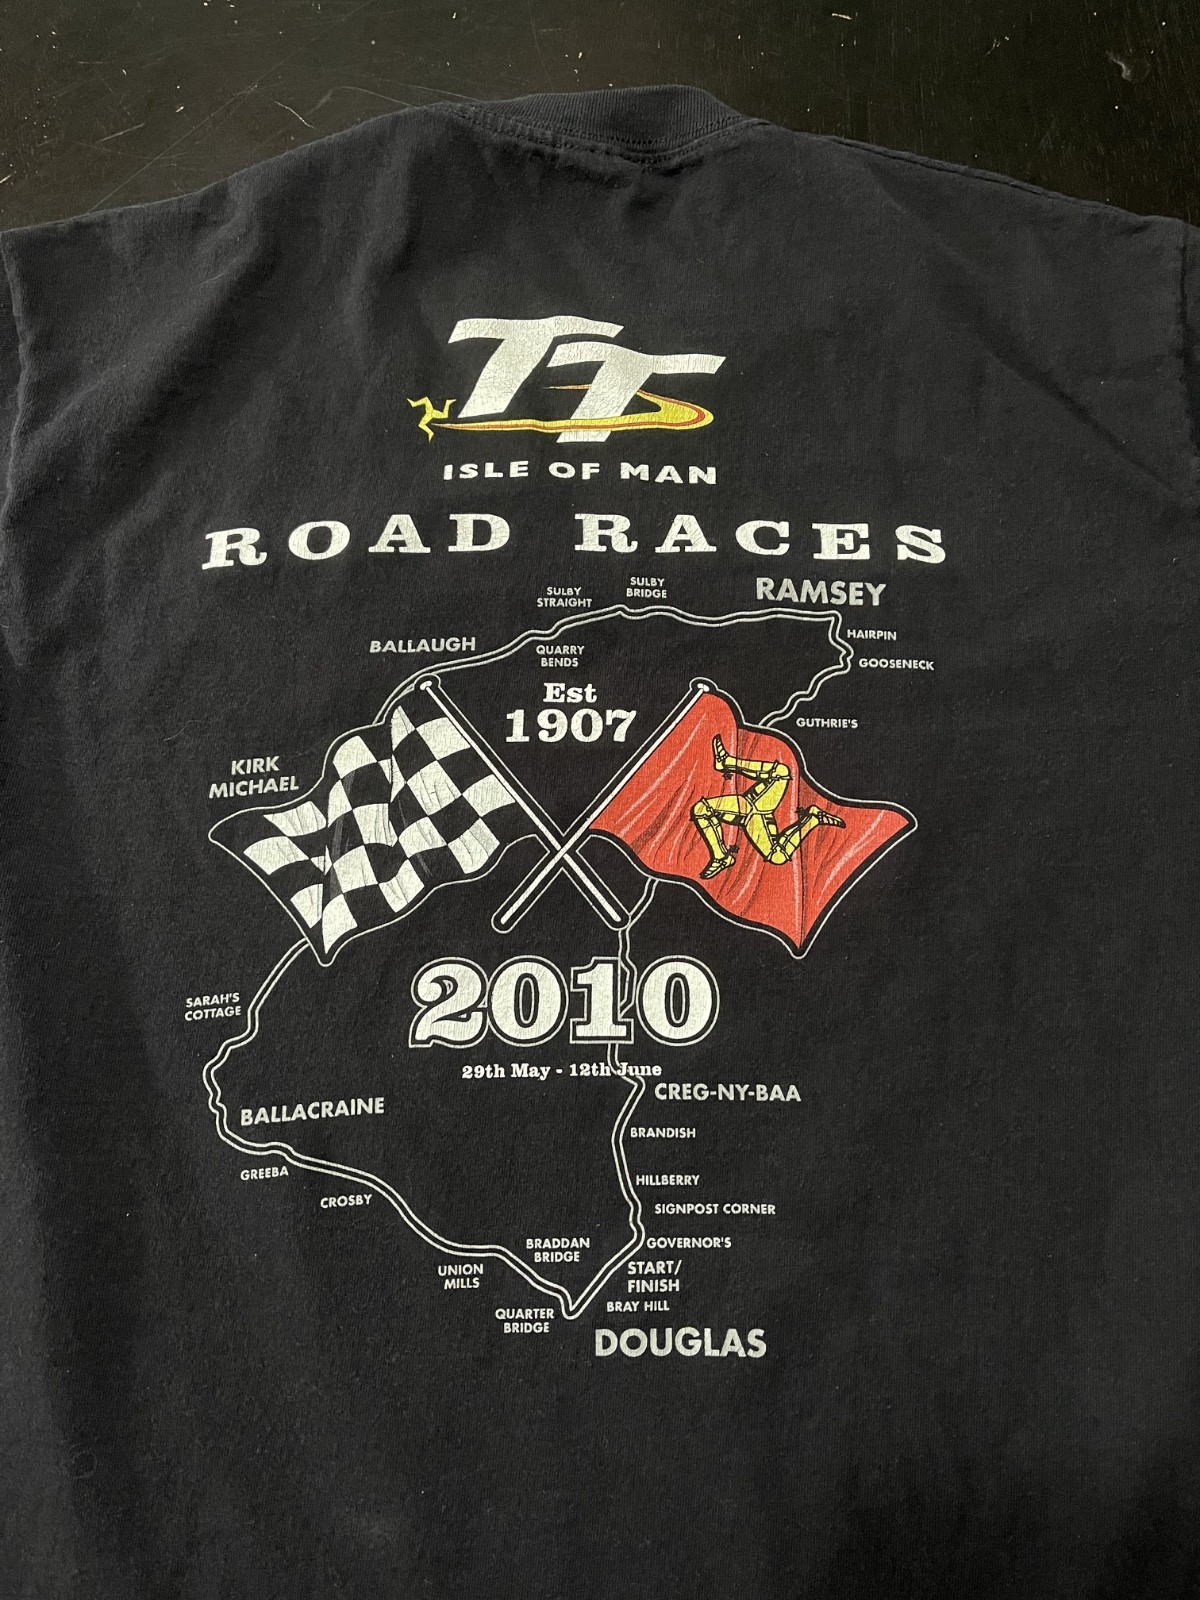 TT
ISLE OF MAN
ROAD RACES
SULBY
STRAIGHT
SULBY
BRIDGE
RAMSEY
HAIRPIN
BALLAUGH
QUARRY
BENDS
GOOSENECK
Est
1907
GUTHRIE'S
KIRK
MICHAEL
2010
29th May - 12th June
SARAH'S
COTTAGE
CREG-NY-BAA
BALLACRAINE
BRANDISH
GREEBA
HILLBERRY
CROSBY
SIGNPOST CORNER
BRADDAN
BRIDGE
GOVERNOR'S
UNION
MILLS
START/
FINISH
QUARTER
BRIDGE
BRAY HILL
DOUGLAS